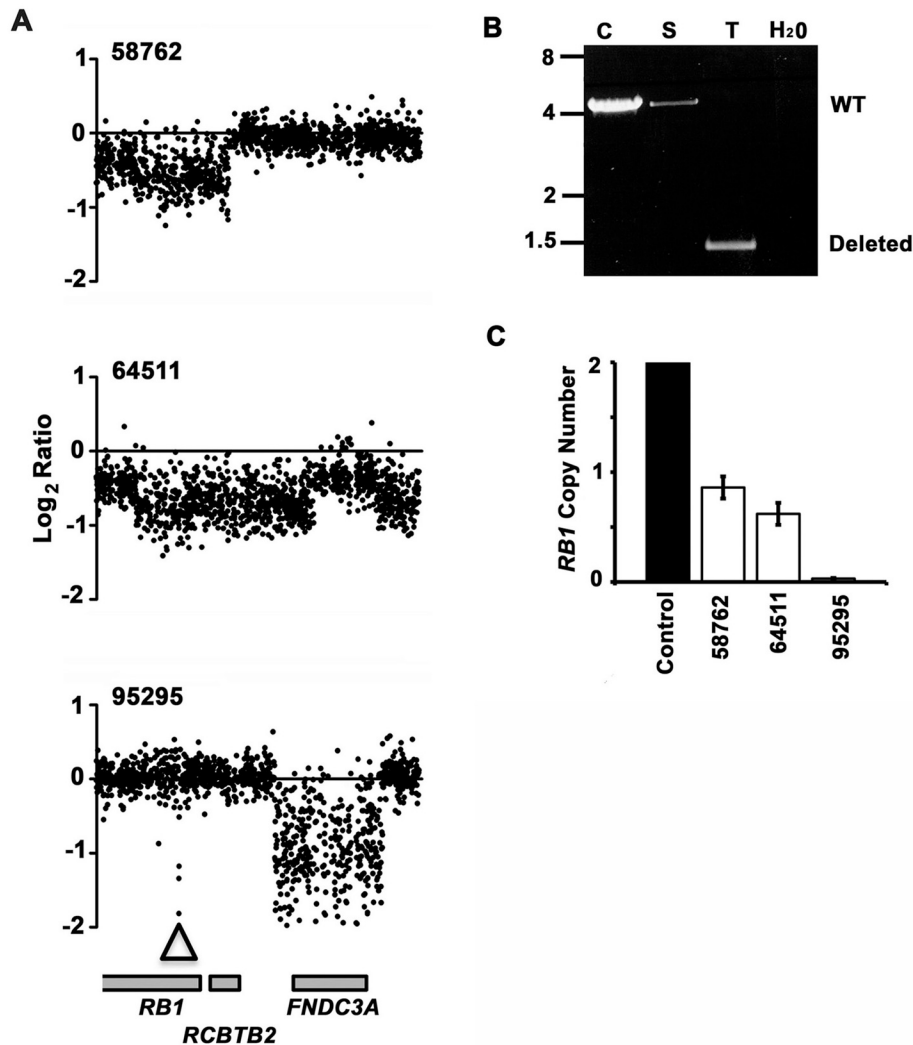 A
58762
1
0
-1
-2
64511
1
0
-1
-2
Log2 Ratio
95295
1
0
-1
-2
RB1
RCBTB2
FNDC3A
B
C S T H20
8
4
2
1.5
WT
Deleted
C
RB1 Copy Number
2
1
0
Control
58762
64511
95295